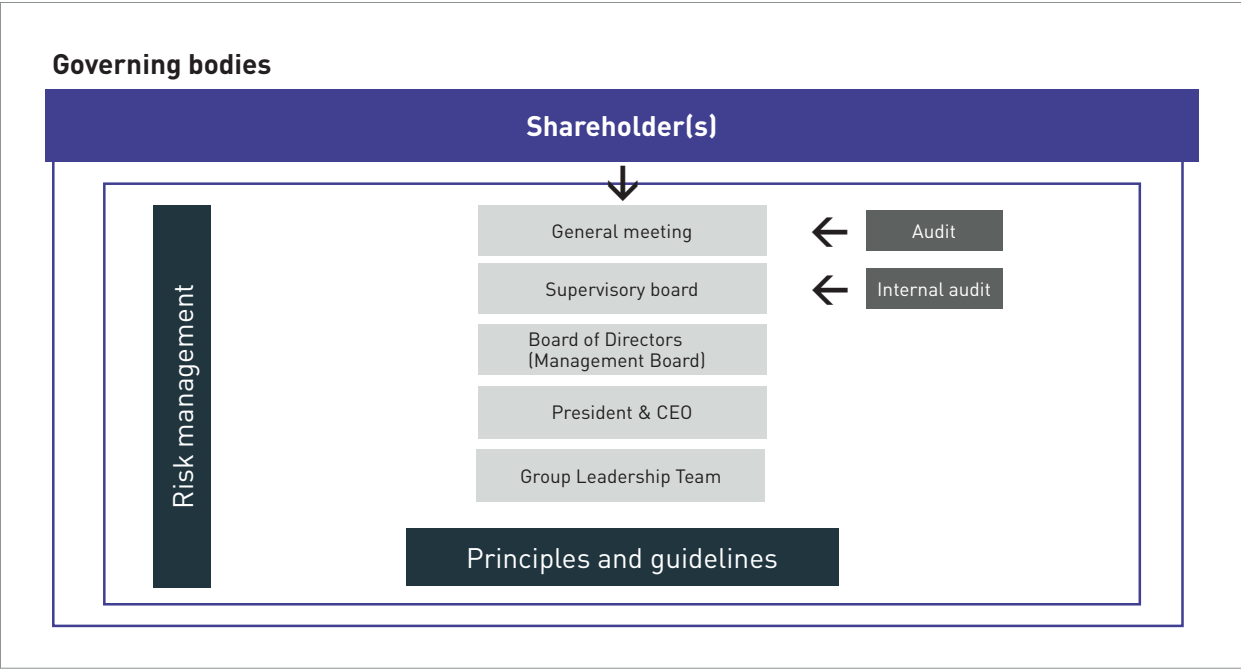 Governing bodies
Shareholder(s)
General meeting
Audit
Supervisory board
Internal audit
Board of Directors
(Management Board)
President & CEO
Group Leadership Team
Risk management
Principles and guidelines